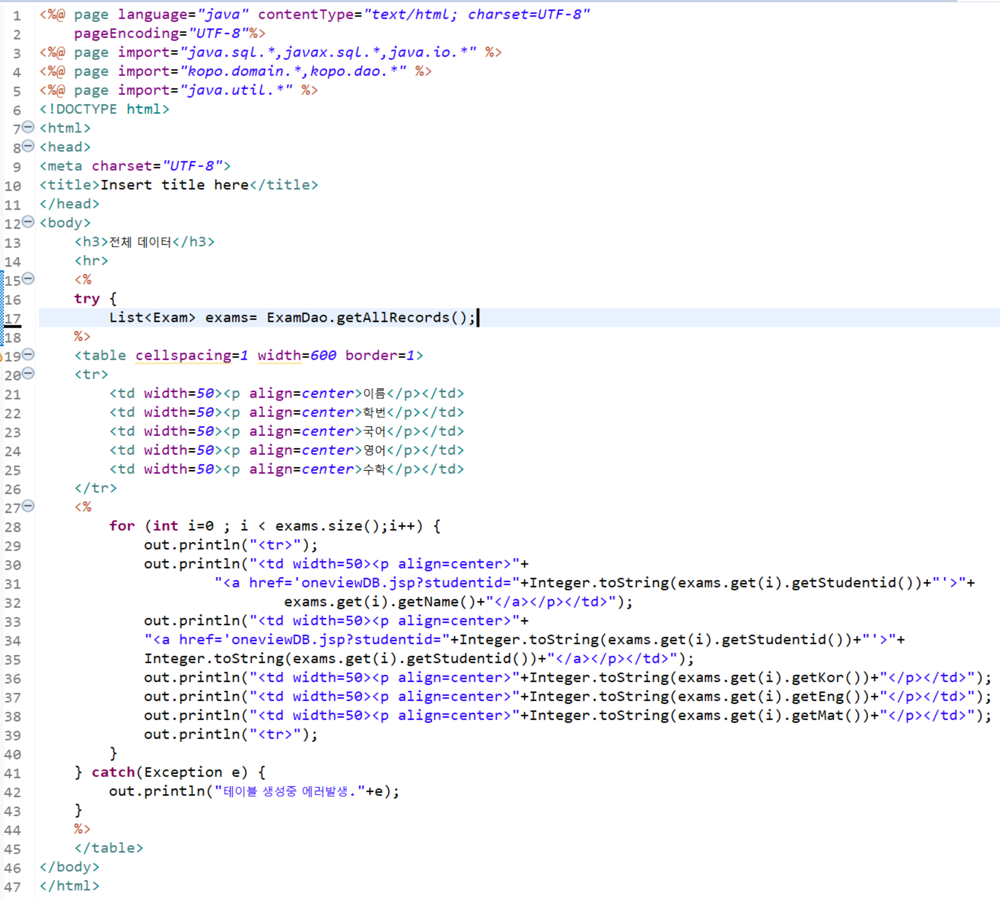 1 <%@ page language="java" contentType="text/html; charset=UTF-8"
2     pageEncoding="UTF-8"%>
3 <%@ page import="java.sql.*,javax.sql.*,java.io.*" %>
4 <%@ page import="kopo.domain.*,kopo.dao.*" %>
5 <%@ page import="java.util.*" %>
6 <!DOCTYPE html>
7 <html>
8 <head>
9 <meta charset="UTF-8">
10 <title>Insert title here</title>
11 </head>
12 <body>
13     <h3>전체 데이터</h3>
14     <hr>
15     <%
16     try {
17         List<Exam> exams= ExamDao.getAllRecords();
18     %>
19     <table cellspacing=1 width=600 border=1>
20     <tr>
21         <td width=50><p align=center>이름</p></td>
22         <td width=50><p align=center>학번</p></td>
23         <td width=50><p align=center>국어</p></td>
24         <td width=50><p align=center>영어</p></td>
25         <td width=50><p align=center>수학</p></td>
26     </tr>
27     <%
28         for (int i=0 ; i < exams.size();i++) {
29             out.println("<tr>");
30             out.println("<td width=50><p align=center>"+
31                     "<a href='oneviewDB.jsp?studentid="+Integer.toString(exams.get(i).getStudentid())+"'>"+
32                             exams.get(i).getName()+"</a></p></td>");
33             out.println("<td width=50><p align=center>"+
34             "<a href='oneviewDB.jsp?studentid="+Integer.toString(exams.get(i).getStudentid())+"'>"+
35             Integer.toString(exams.get(i).getStudentid())+"</a></p></td>");
36             out.println("<td width=50><p align=center>"+Integer.toString(exams.get(i).getKor())+"</p></td>");
37             out.println("<td width=50><p align=center>"+Integer.toString(exams.get(i).getEng())+"</p></td>");
38             out.println("<td width=50><p align=center>"+Integer.toString(exams.get(i).getMat())+"</p></td>");
39             out.println("<tr>");
40         }
41     } catch(Exception e) {
42         out.println("테이블 생성중 에러발생."+e);
43     }
44     %>
45     </table>
46 </body>
47 </html>